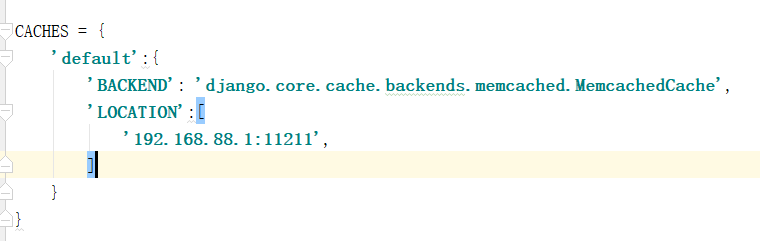 CACHES = {
    'default':{
        'BACKEND': 'django.core.cache.backends.memcached.MemcachedCache',
        'LOCATION':[
            '192.168.88.1:11211',
        ]
    }
}